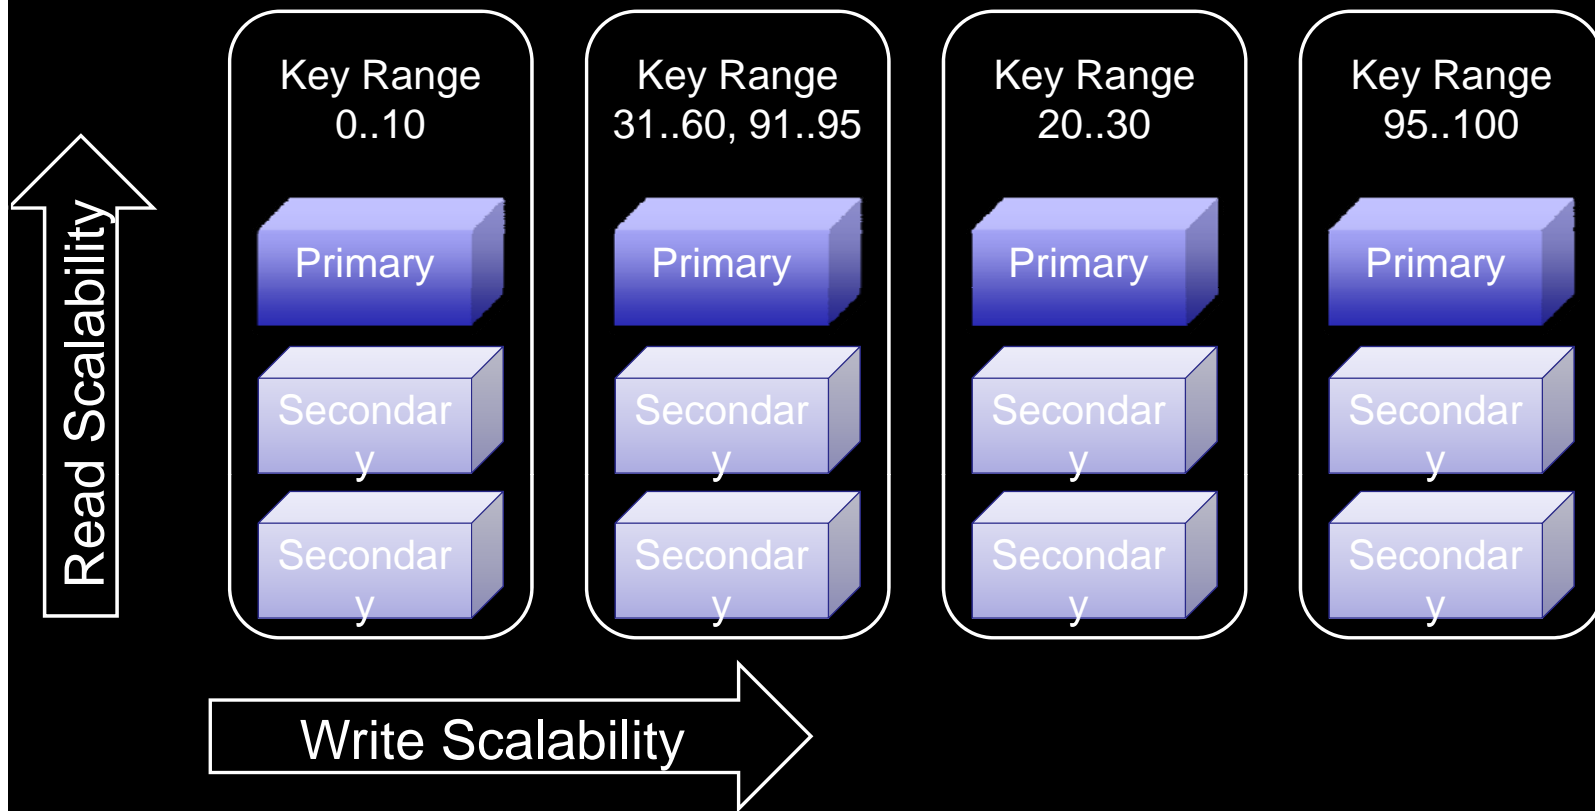 Read Scalability
Key Range
0..10
Primary
Secondar
y
Secondar
y
Key Range
31..60, 91..95
Primary
Secondar
y
Secondar
y
Key Range
20..30
Primary
Secondar
y
Secondar
y
Key Range
95..100
Primary
Secondar
y
Secondar
y
Write Scalability